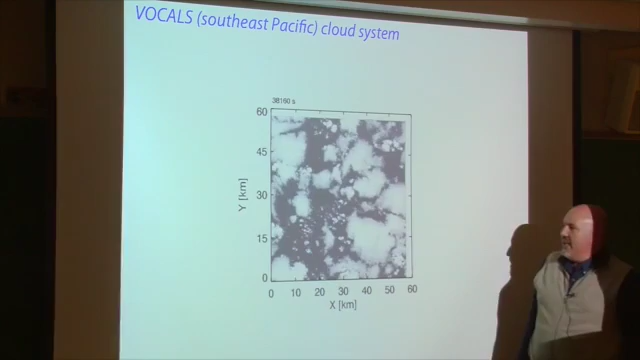 VOCALS (southeast Pacific) cloud system
38160 s
60
45
30
15
0
Y [km]
0 10 20 30 40 50 60
X [km]